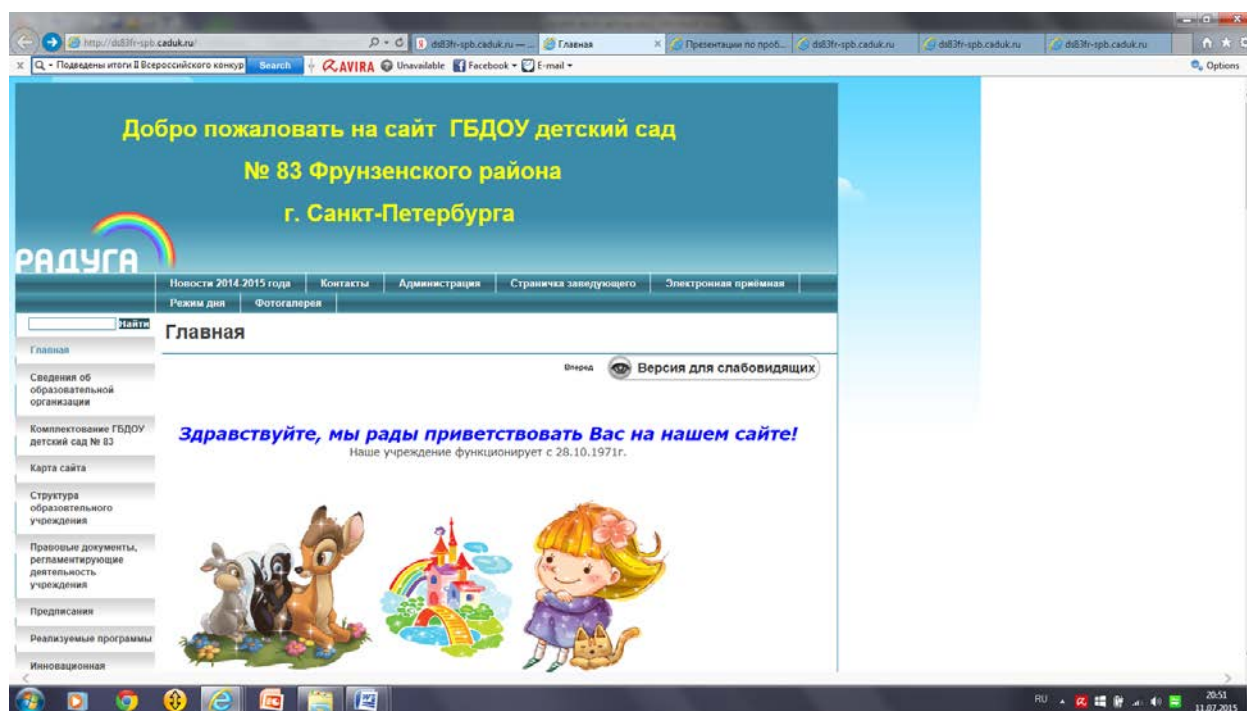 http://ds83fr-spb.caduk.ru/
ds83fr-spb.caduk.ru — ...
Главная
Презентации по проб...
ds83fr-spb.caduk.ru
ds83fr-spb.caduk.ru
ds83fr-spb.caduk.ru
Подведены итоги II Всероссийского конкур
Search
AVIRA
Unavailable
Facebook
E-mail
Options
Добро пожаловать на сайт ГБДОУ детский сад
№ 83 Фрунзенского района
г. Санкт-Петербурга
РАДУГА
Новости 2014-2015 года
Контакты
Администрация
Страничка заведующего
Электронная приёмная
Режим дня
Фотогалерея
Найти
Главная
Вперед
Версия для слабовидящих
Главная
Сведения об
образовательной
организации
Комплектование ГБДОУ
детский сад № 83
Карта сайта
Структура
образовтельного
учреждения
Правовые документы,
регламентирующие
деятельность
учреждения
Предписания
Реализуемые программы
Инновационная
Здравствуйте, мы рады приветствовать Вас на нашем сайте!
Наше учреждение функционирует с 28.10.1971г.
RU
20:51
11.07.2015